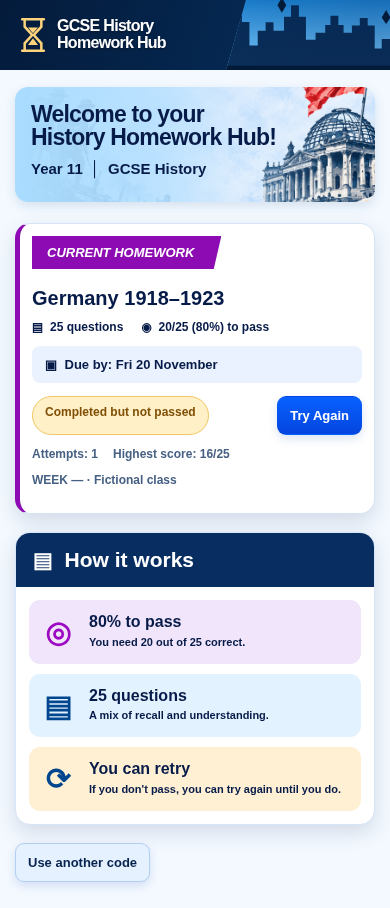 GCSE History
Homework Hub
Welcome to your
History Homework Hub!
Year 11 | GCSE History
CURRENT HOMEWORK
Germany 1918–1923
25 questions 20/25 (80%) to pass
Due by: Fri 20 November
Completed but not passed Try Again
Attempts: 1 Highest score: 16/25
WEEK — · Fictional class
How it works
80% to pass
You need 20 out of 25 correct.
25 questions
A mix of recall and understanding.
You can retry
If you don't pass, you can try again until you do.
Use another code